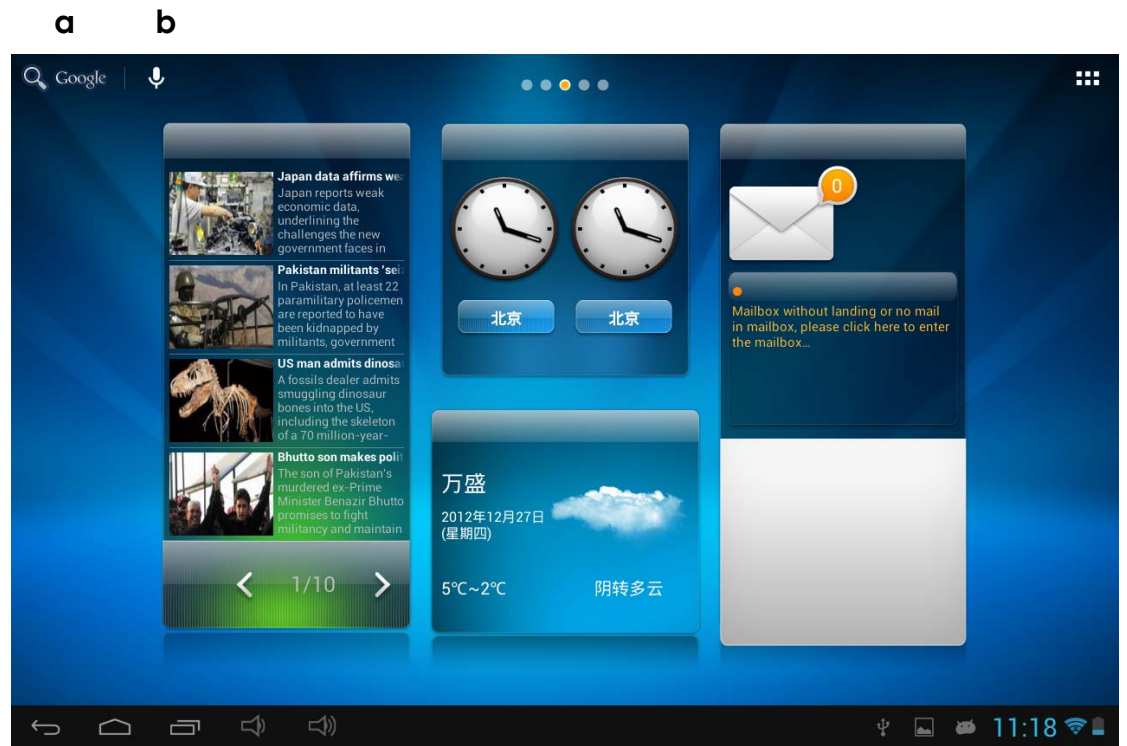 a b
Google
Japan data affirms wea
Japan reports weak
economic data,
underlining the
challenges the new
government faces in
Pakistan militants 'seiz
In Pakistan, at least 22
paramilitary policemen
are reported to have
been kidnapped by
militants, government
US man admits dinosa
A fossils dealer admits
smuggling dinosaur
bones into the US,
including the skeleton
of a 70 million-year-
Bhutto son makes polit
The son of Pakistan's
murdered ex-Prime
Minister Benazir Bhutto
promises to fight
militancy and maintain
1/10
北京
北京
万盛
2012年12月27日
(星期四)
5℃~2℃
阴转多云
0
Mailbox without landing or no mail
in mailbox, please click here to enter
the mailbox...
11:18